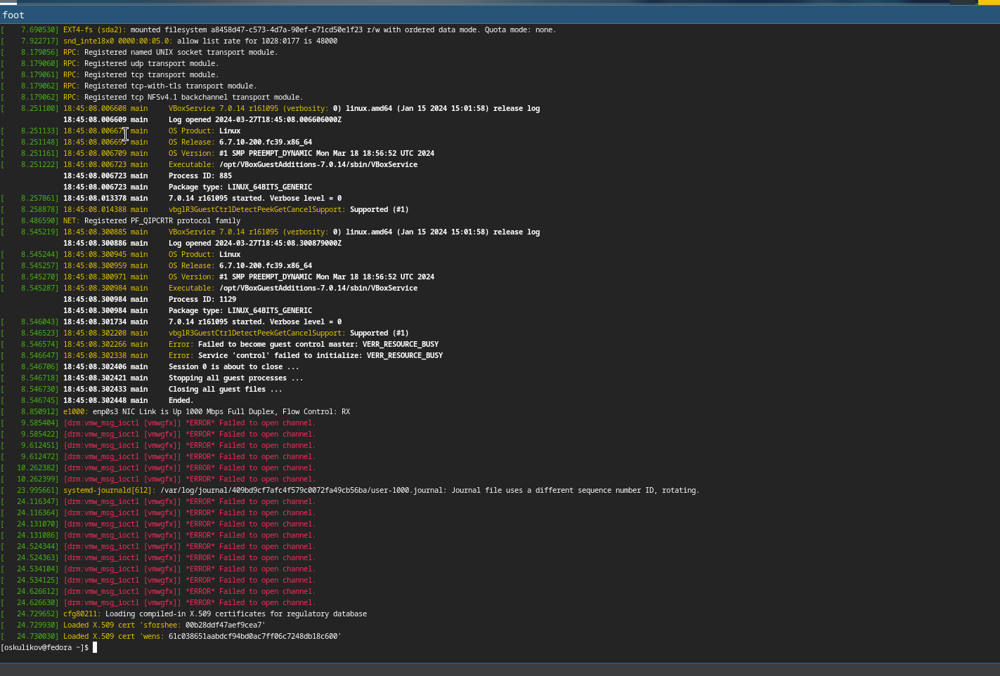 foot
[    7.690530] EXT4-fs (sda2): mounted filesystem a8458d47-c573-4d7a-90ef-e71cd50e1f23 r/w with ordered data mode. Quota mode: none.
[    7.922717] snd_intel8x0 0000:00:05.0: allow list rate for 1028:0177 is 48000
[    8.179056] RPC: Registered named UNIX socket transport module.
[    8.179060] RPC: Registered udp transport module.
[    8.179061] RPC: Registered tcp transport module.
[    8.179062] RPC: Registered tcp-with-tls transport module.
[    8.179062] RPC: Registered tcp NFSv4.1 backchannel transport module.
[    8.251100] 18:45:08.006608 main     VBoxService 7.0.14 r161095 (verbosity: 0) linux.amd64 (Jan 15 2024 15:01:58) release log
               18:45:08.006609 main     Log opened 2024-03-27T18:45:08.006606000Z
[    8.251133] main     OS Product: Linux
[    8.251148] 18:45:08.006695 main     OS Release: 6.7.10-200.fc39.x86_64
[    8.251161] 18:45:08.006709 main     OS Version: #1 SMP PREEMPT_DYNAMIC Mon Mar 18 18:56:52 UTC 2024
[    8.251222] 18:45:08.006723 main     Executable: /opt/VBoxGuestAdditions-7.0.14/sbin/VBoxService
               18:45:08.006723 main     Process ID: 885
               18:45:08.006723 main     Package type: LINUX_64BITS_GENERIC
[    8.257861] 18:45:08.013378 main     7.0.14 r161095 started. Verbose level = 0
[    8.258878] 18:45:08.014388 main     vbglR3GuestCtrlDetectPeekGetCancelSupport: Supported (#1)
[    8.486590] NET: Registered PF_QIPCRTR protocol family
[    8.545219] 18:45:08.300885 main     VBoxService 7.0.14 r161095 (verbosity: 0) linux.amd64 (Jan 15 2024 15:01:58) release log
               18:45:08.300886 main     Log opened 2024-03-27T18:45:08.300879000Z
[    8.545244] 18:45:08.300945 main     OS Product: Linux
[    8.545257] 18:45:08.300959 main     OS Release: 6.7.10-200.fc39.x86_64
[    8.545270] 18:45:08.300971 main     OS Version: #1 SMP PREEMPT_DYNAMIC Mon Mar 18 18:56:52 UTC 2024
[    8.545287] 18:45:08.300984 main     Executable: /opt/VBoxGuestAdditions-7.0.14/sbin/VBoxService
               18:45:08.300984 main     Process ID: 1129
               18:45:08.300984 main     Package type: LINUX_64BITS_GENERIC
[    8.546043] 18:45:08.301734 main     7.0.14 r161095 started. Verbose level = 0
[    8.546523] 18:45:08.302208 main     vbglR3GuestCtrlDetectPeekGetCancelSupport: Supported (#1)
[    8.546574] 18:45:08.302266 main     Error: Failed to become guest control master: VERR_RESOURCE_BUSY
[    8.546647] 18:45:08.302338 main     Error: Service 'control' failed to initialize: VERR_RESOURCE_BUSY
[    8.546706] 18:45:08.302406 main     Session 0 is about to close ...
[    8.546718] 18:45:08.302421 main     Stopping all guest processes ...
[    8.546730] 18:45:08.302433 main     Closing all guest files ...
[    8.546745] 18:45:08.302448 main     Ended.
[    8.850912] e1000: enp0s3 NIC Link is Up 1000 Mbps Full Duplex, Flow Control: RX
[    9.585404] [drm:vmw_msg_ioctl [vmwgfx]] *ERROR* Failed to open channel.
[    9.585422] [drm:vmw_msg_ioctl [vmwgfx]] *ERROR* Failed to open channel.
[    9.612451] [drm:vmw_msg_ioctl [vmwgfx]] *ERROR* Failed to open channel.
[    9.612472] [drm:vmw_msg_ioctl [vmwgfx]] *ERROR* Failed to open channel.
[   10.262382] [drm:vmw_msg_ioctl [vmwgfx]] *ERROR* Failed to open channel.
[   10.262399] [drm:vmw_msg_ioctl [vmwgfx]] *ERROR* Failed to open channel.
[   23.995661] systemd-journald[612]: /var/log/journal/409bd9cf7afc4f579c0072fa49cb56ba/user-1000.journal: Journal file uses a different sequence number ID, rotating.
[   24.116347] [drm:vmw_msg_ioctl [vmwgfx]] *ERROR* Failed to open channel.
[   24.116364] [drm:vmw_msg_ioctl [vmwgfx]] *ERROR* Failed to open channel.
[   24.131070] [drm:vmw_msg_ioctl [vmwgfx]] *ERROR* Failed to open channel.
[   24.131086] [drm:vmw_msg_ioctl [vmwgfx]] *ERROR* Failed to open channel.
[   24.524344] [drm:vmw_msg_ioctl [vmwgfx]] *ERROR* Failed to open channel.
[   24.524363] [drm:vmw_msg_ioctl [vmwgfx]] *ERROR* Failed to open channel.
[   24.534104] [drm:vmw_msg_ioctl [vmwgfx]] *ERROR* Failed to open channel.
[   24.534125] [drm:vmw_msg_ioctl [vmwgfx]] *ERROR* Failed to open channel.
[   24.626612] [drm:vmw_msg_ioctl [vmwgfx]] *ERROR* Failed to open channel.
[   24.626630] [drm:vmw_msg_ioctl [vmwgfx]] *ERROR* Failed to open channel.
[   24.729652] cfg80211: Loading compiled-in X.509 certificates for regulatory database
[   24.729930] Loaded X.509 cert 'sforshee: 00b28ddf47aef9cea7'
[   24.730030] Loaded X.509 cert 'wens: 61c038651aabdcf94bd0ac7ff06c7248db18c600'
[oskulikov@fedora ~]$